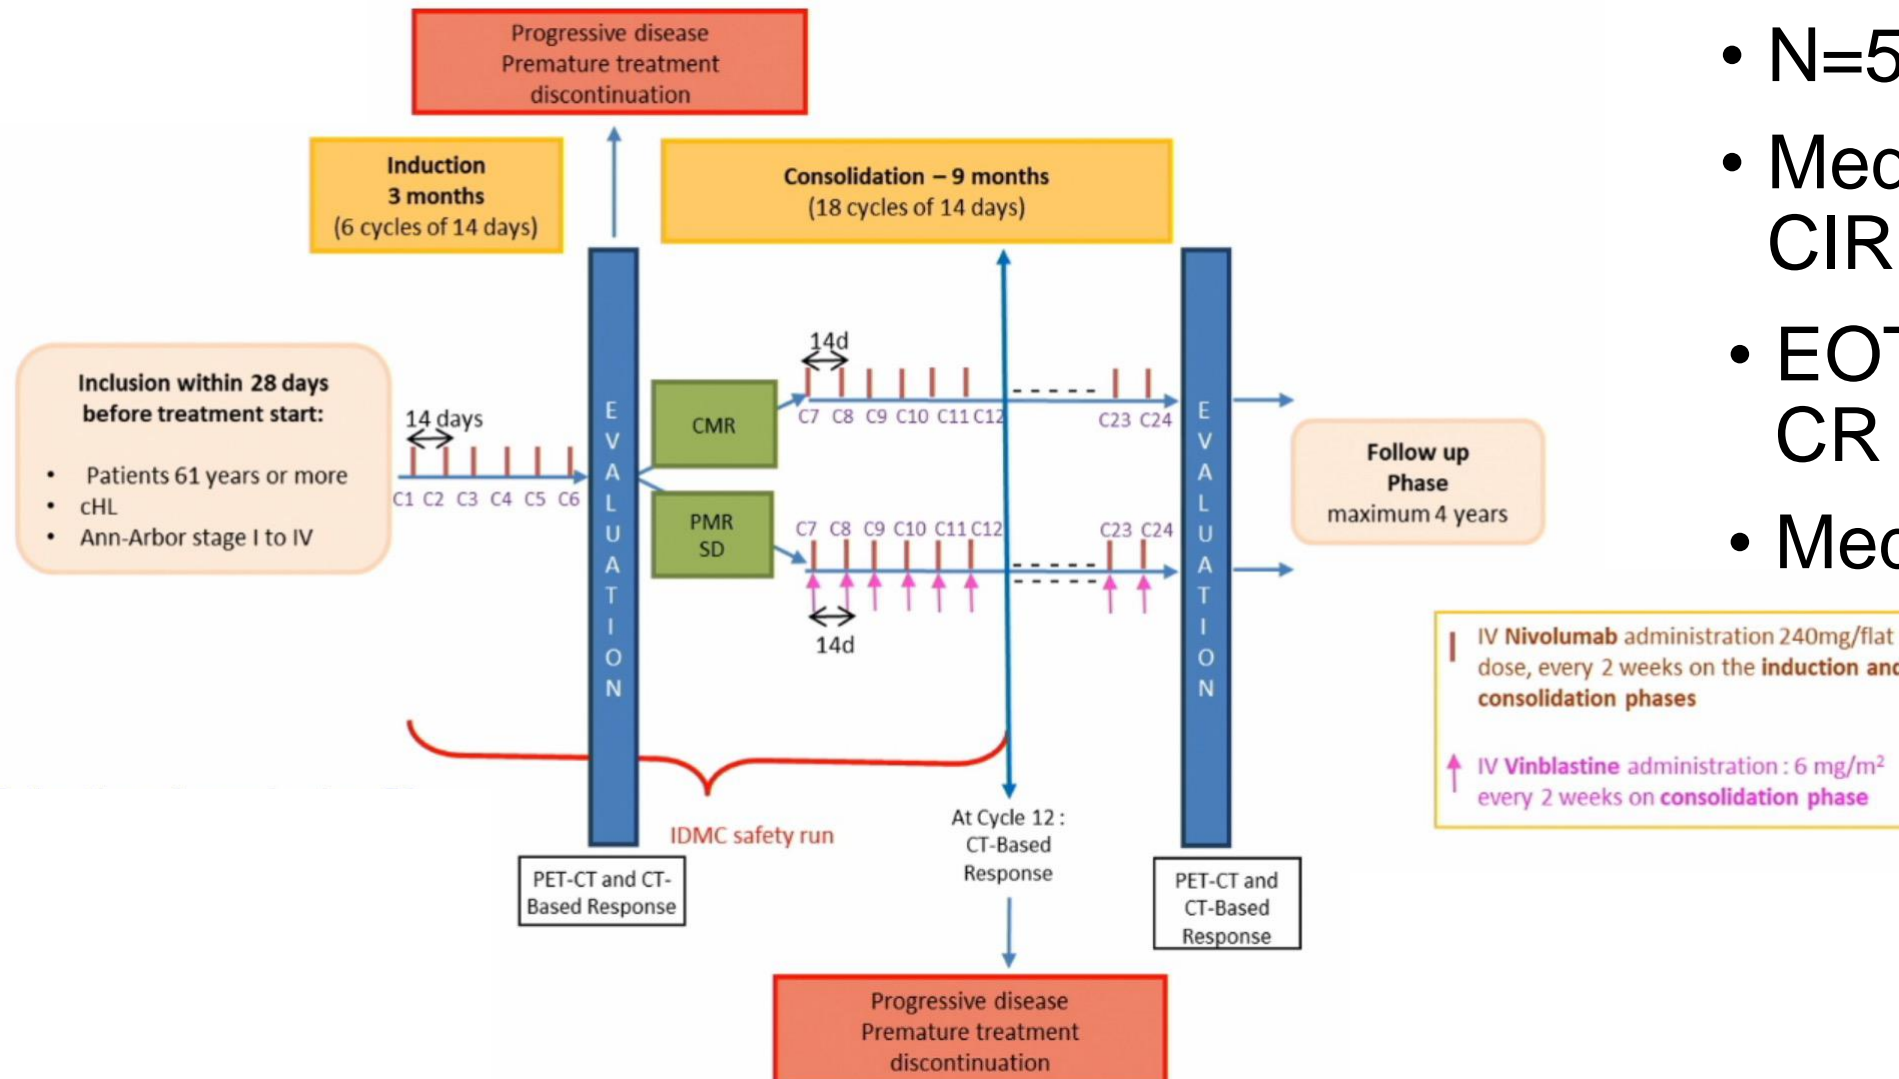 Progressive disease
Premature treatment
discontinuation
Induction
3 months
(6 cycles of 14 days)
Consolidation – 9 months
(18 cycles of 14 days)
Inclusion within 28 days
before treatment start:
• Patients 61 years or more
• cHL
• Ann-Arbor stage I to IV
14 days
C1 C2 C3 C4 C5 C6
EVALUATION
CMR
14d
C7 C8 C9 C10 C11 C12
C23 C24
PMR
SD
C7 C8 C9 C10 C11 C12
C23 C24
14d
EVALUATION
Follow up
Phase
maximum 4 years
IDMC safety run
PET-CT and CT-
Based Response
At Cycle 12 :
CT-Based
Response
PET-CT and
CT-Based
Response
Progressive disease
Premature treatment
discontinuation
• N=5
• Med
CIR
• EOT
CR
• Med
IV Nivolumab administration 240mg/flat
dose, every 2 weeks on the induction and
consolidation phases
IV Vinblastine administration : 6 mg/m²
every 2 weeks on consolidation phase